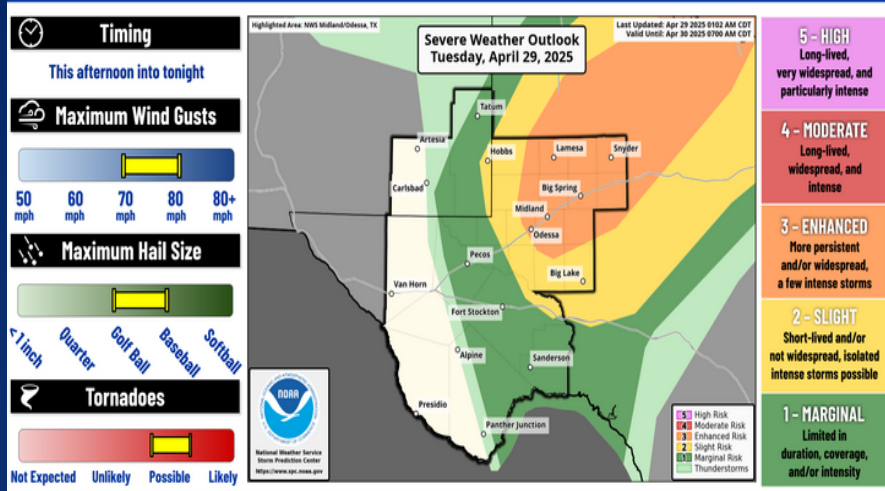 Timing
This afternoon into tonight
Maximum Wind Gusts
50 60 70 80 80+
mph mph mph mph mph
Maximum Hail Size
<1 inch Quarter Golf Ball Baseball Softball
Tornadoes
Not Expected Unlikely Possible Likely
Highlighted Area: NWS Midland/Odessa, TX
Last Updated: Apr 29 2025 0102 AM CDT
Valid Until: Apr 30 2025 0700 AM CDT
Severe Weather Outlook
Tuesday, April 29, 2025
Tatum
Artesia
Hobbs
Lamesa
Snyder
Carlsbad
Big Spring
Midland
Odessa
Pecos
Big Lake
Van Horn
Fort Stockton
Alpine
Sanderson
Presidio
Panther Junction
NOAA
National Weather Service
Storm Prediction Center
https://www.spc.noaa.gov
5 High Risk
4 Moderate Risk
3 Enhanced Risk
2 Slight Risk
1 Marginal Risk
Thunderstorms
5 - HIGH
Long-lived,
very widespread, and
particularly intense
4 - MODERATE
Long-lived,
widespread, and
intense
3 - ENHANCED
More persistent
and/or widespread,
a few intense storms
2 - SLIGHT
Short-lived and/or
not widespread, isolated
intense storms possible
1 - MARGINAL
Limited in
duration, coverage,
and/or intensity